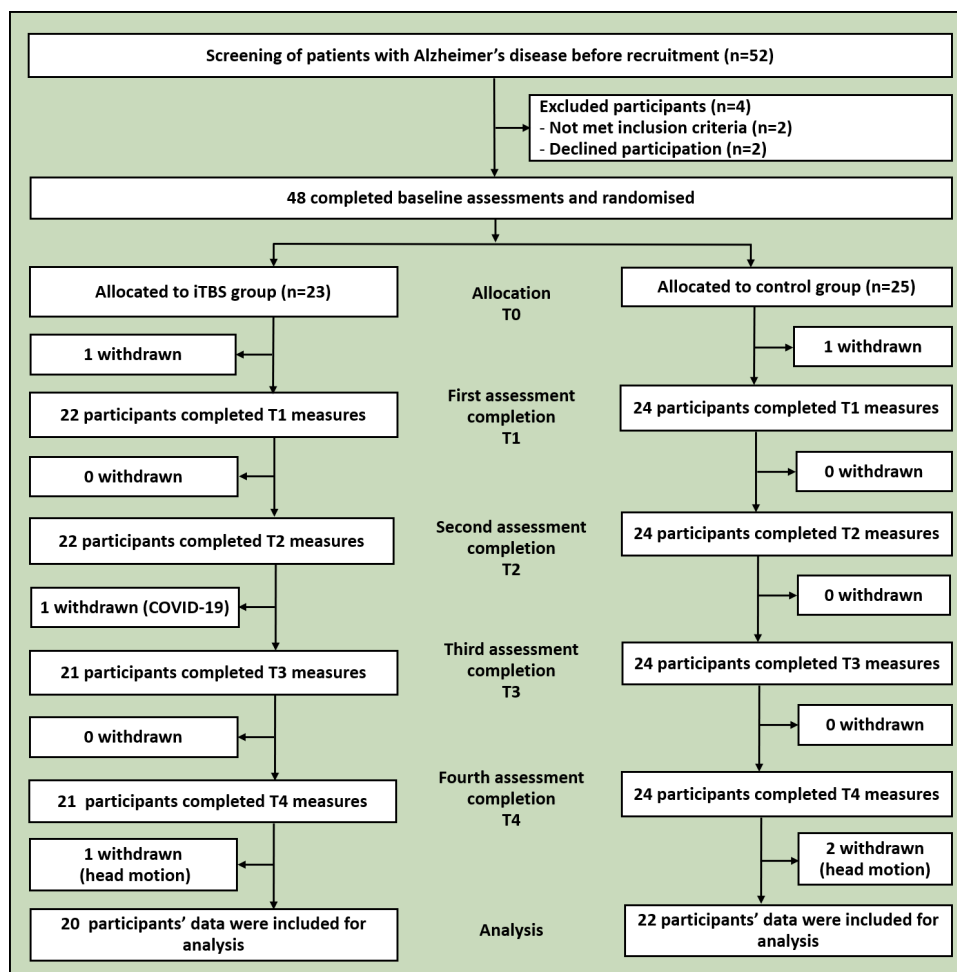 Screening of patients with Alzheimer's disease before recruitment (n=52)
Excluded participants (n=4)
- Not met inclusion criteria (n=2)
- Declined participation (n=2)
48 completed baseline assessments and randomised
Allocated to iTBS group (n=23)
Allocation
T0
Allocated to control group (n=25)
1 withdrawn
1 withdrawn
22 participants completed T1 measures
First assessment
completion
T1
24 participants completed T1 measures
0 withdrawn
0 withdrawn
22 participants completed T2 measures
Second assessment
completion
T2
24 participants completed T2 measures
1 withdrawn (COVID-19)
0 withdrawn
21 participants completed T3 measures
Third assessment
completion
T3
24 participants completed T3 measures
0 withdrawn
0 withdrawn
21 participants completed T4 measures
Fourth assessment
completion
T4
24 participants completed T4 measures
1 withdrawn
(head motion)
2 withdrawn
(head motion)
20 participants' data were included for
analysis
Analysis
22 participants' data were included for
analysis